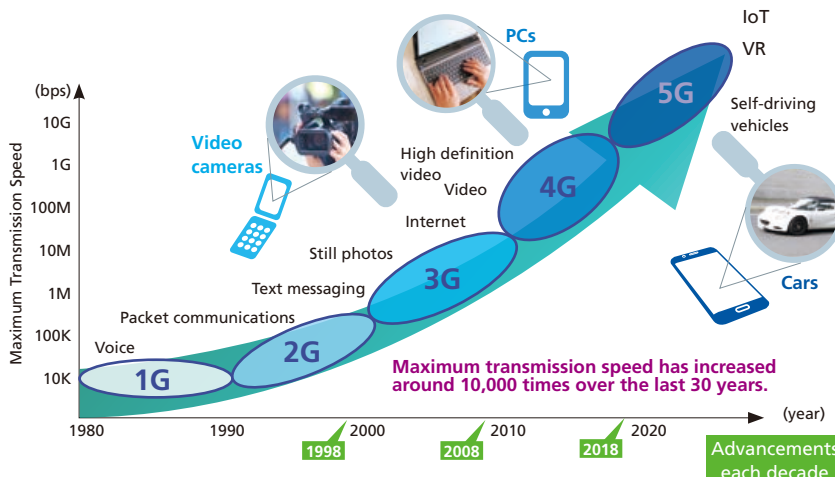 IoT
VR
PCs
5G
(bps)
10G
Self-driving
vehicles
Video
cameras
High definition
video
Video
4G
1G
100M
Internet
10M
Still photos
3G
Cars
1M
Text messaging
100K
Packet communications
2G
Voice
10K
1G
Maximum Transmission Speed
Maximum transmission speed has increased
around 10,000 times over the last 30 years.
(year)
1980
1990
2000
2010
2020
1998
2008
2018
Advancements
each decade